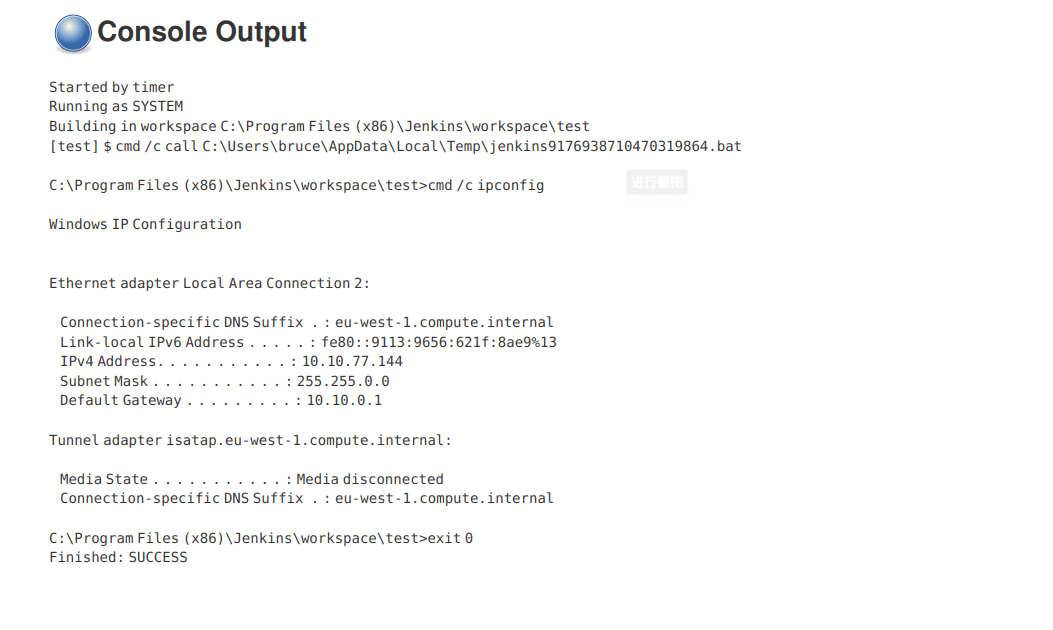 Console Output
Started by timer
Running as SYSTEM
Building in workspace C:\Program Files (x86)\Jenkins\workspace\test
[test] $ cmd /c call C:\Users\bruce\AppData\Local\Temp\jenkins9176938710470319864.bat
C:\Program Files (x86)\Jenkins\workspace\test>cmd /c ipconfig
进行截图
Windows IP Configuration
Ethernet adapter Local Area Connection 2:
Connection-specific DNS Suffix . : eu-west-1.compute.internal
Link-local IPv6 Address . . . . . : fe80::9113:9656:621f:8ae9%13
IPv4 Address. . . . . . . . . . . : 10.10.77.144
Subnet Mask . . . . . . . . . . . : 255.255.0.0
Default Gateway . . . . . . . . . : 10.10.0.1
Tunnel adapter isatap.eu-west-1.compute.internal:
Media State . . . . . . . . . . . : Media disconnected
Connection-specific DNS Suffix . : eu-west-1.compute.internal
C:\Program Files (x86)\Jenkins\workspace\test>exit 0
Finished: SUCCESS